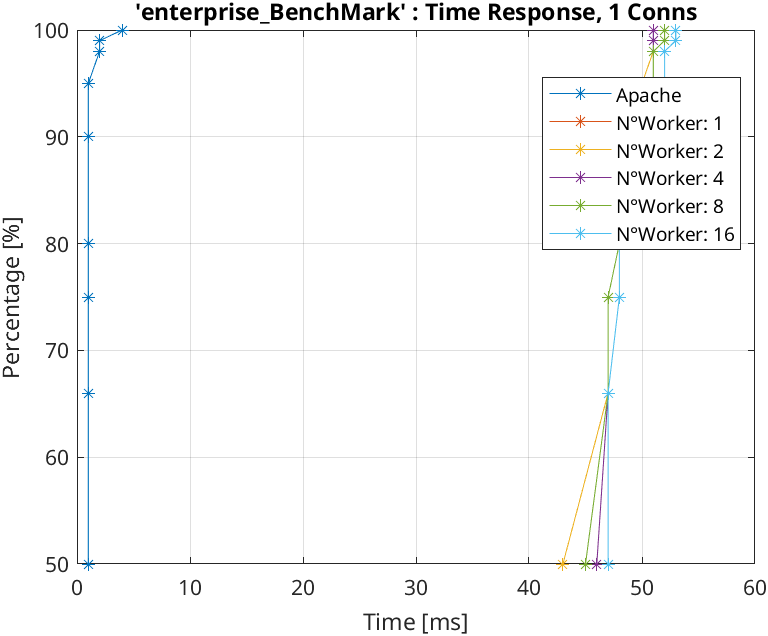 'enterprise_BenchMark' : Time Response, 1 Conns
100
90
80
70
60
50
Percentage [%]
Apache
N°Worker: 1
N°Worker: 2
N°Worker: 4
N°Worker: 8
N°Worker: 16
0 10 20 30 40 50 60
Time [ms]